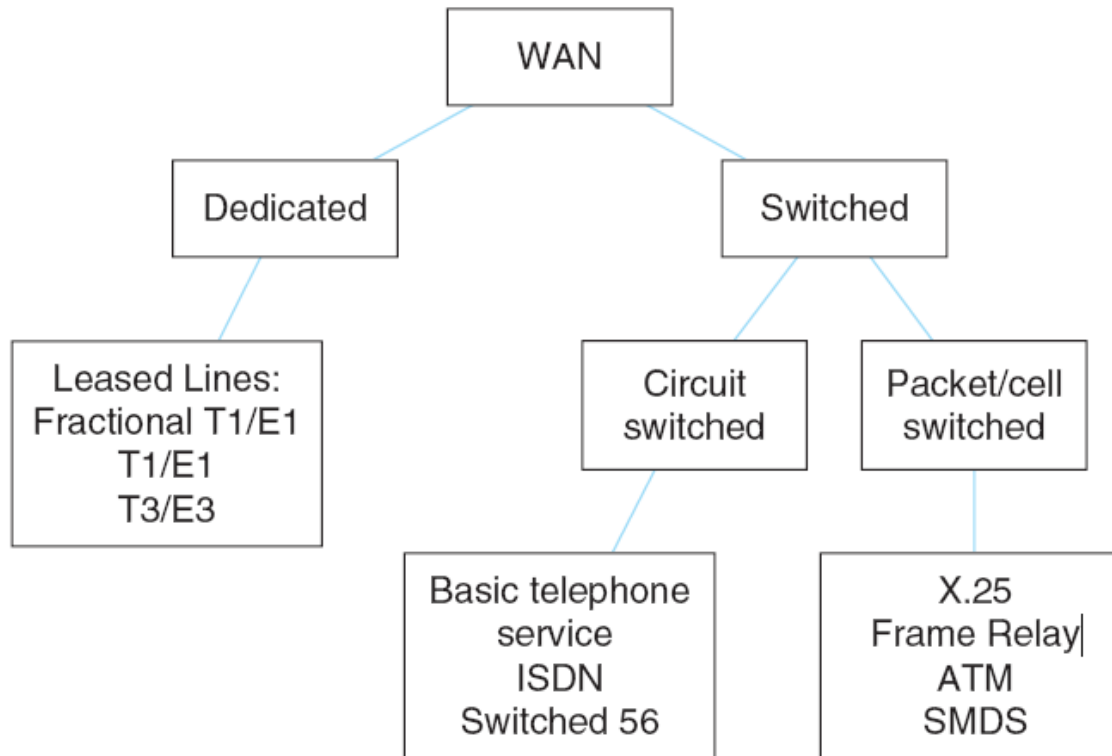 WAN
Dedicated
Switched
Leased Lines:
Fractional T1/E1
T1/E1
T3/E3
Circuit
switched
Packet/cell
switched
Basic telephone
service
ISDN
Switched 56
X.25
Frame Relay
ATM
SMDS